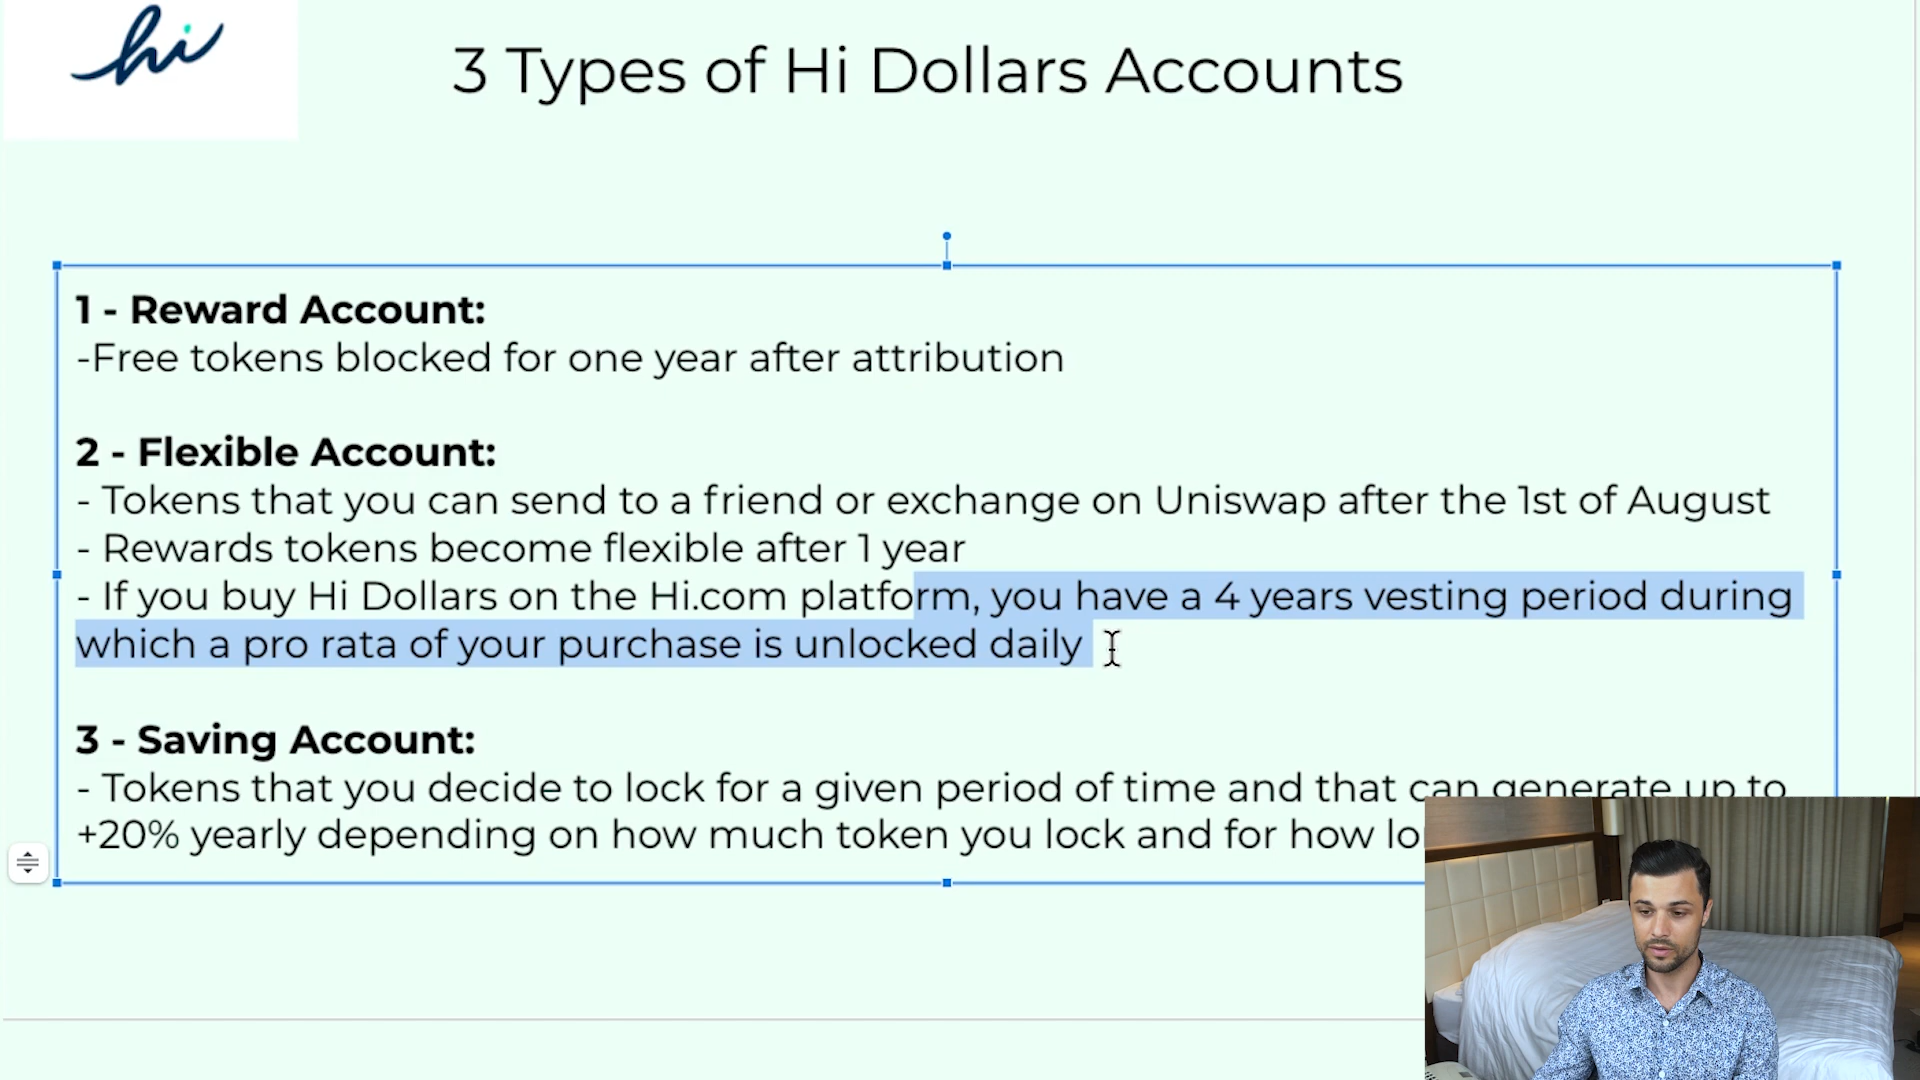 hi
3 Types of Hi Dollars Accounts
1 - Reward Account:
-Free tokens blocked for one year after attribution
2 - Flexible Account:
- Tokens that you can send to a friend or exchange on Uniswap after the 1st of August
- Rewards tokens become flexible after 1 year
- If you buy Hi Dollars on the Hi.com platform, you have a 4 years vesting period during
which a pro rata of your purchase is unlocked daily
3 - Saving Account:
- Tokens that you decide to lock for a given period of time and that can generate up to
+20% yearly depending on how much token you lock and for how